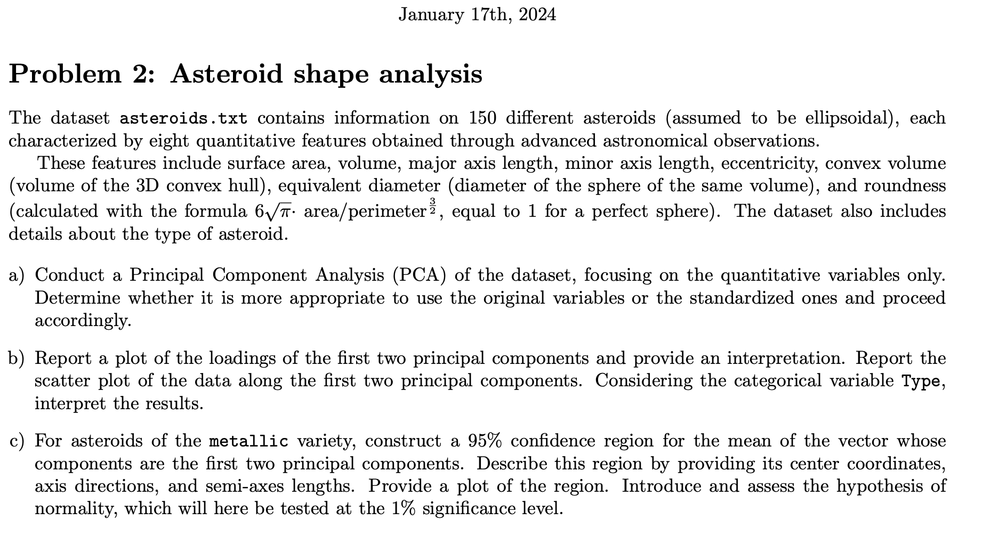 January 17th, 2024
Problem 2: Asteroid shape analysis
The dataset asteroids.txt contains information on 150 different asteroids (assumed to be ellipsoidal), each
characterized by eight quantitative features obtained through advanced astronomical observations.
These features include surface area, volume, major axis length, minor axis length, eccentricity, convex volume
(volume of the 3D convex hull), equivalent diameter (diameter of the sphere of the same volume), and roundness
(calculated with the formula 6√π· area/perimeter^{3/2}, equal to 1 for a perfect sphere). The dataset also includes
details about the type of asteroid.
a) Conduct a Principal Component Analysis (PCA) of the dataset, focusing on the quantitative variables only.
Determine whether it is more appropriate to use the original variables or the standardized ones and proceed
accordingly.
b) Report a plot of the loadings of the first two principal components and provide an interpretation. Report the
scatter plot of the data along the first two principal components. Considering the categorical variable Type,
interpret the results.
c) For asteroids of the metallic variety, construct a 95% confidence region for the mean of the vector whose
components are the first two principal components. Describe this region by providing its center coordinates,
axis directions, and semi-axes lengths. Provide a plot of the region. Introduce and assess the hypothesis of
normality, which will here be tested at the 1% significance level.